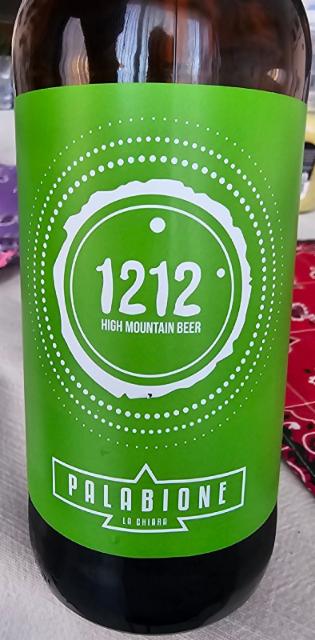 1212
HIGH MOUNTAIN BEER
PALABIONE
LA CHIARA